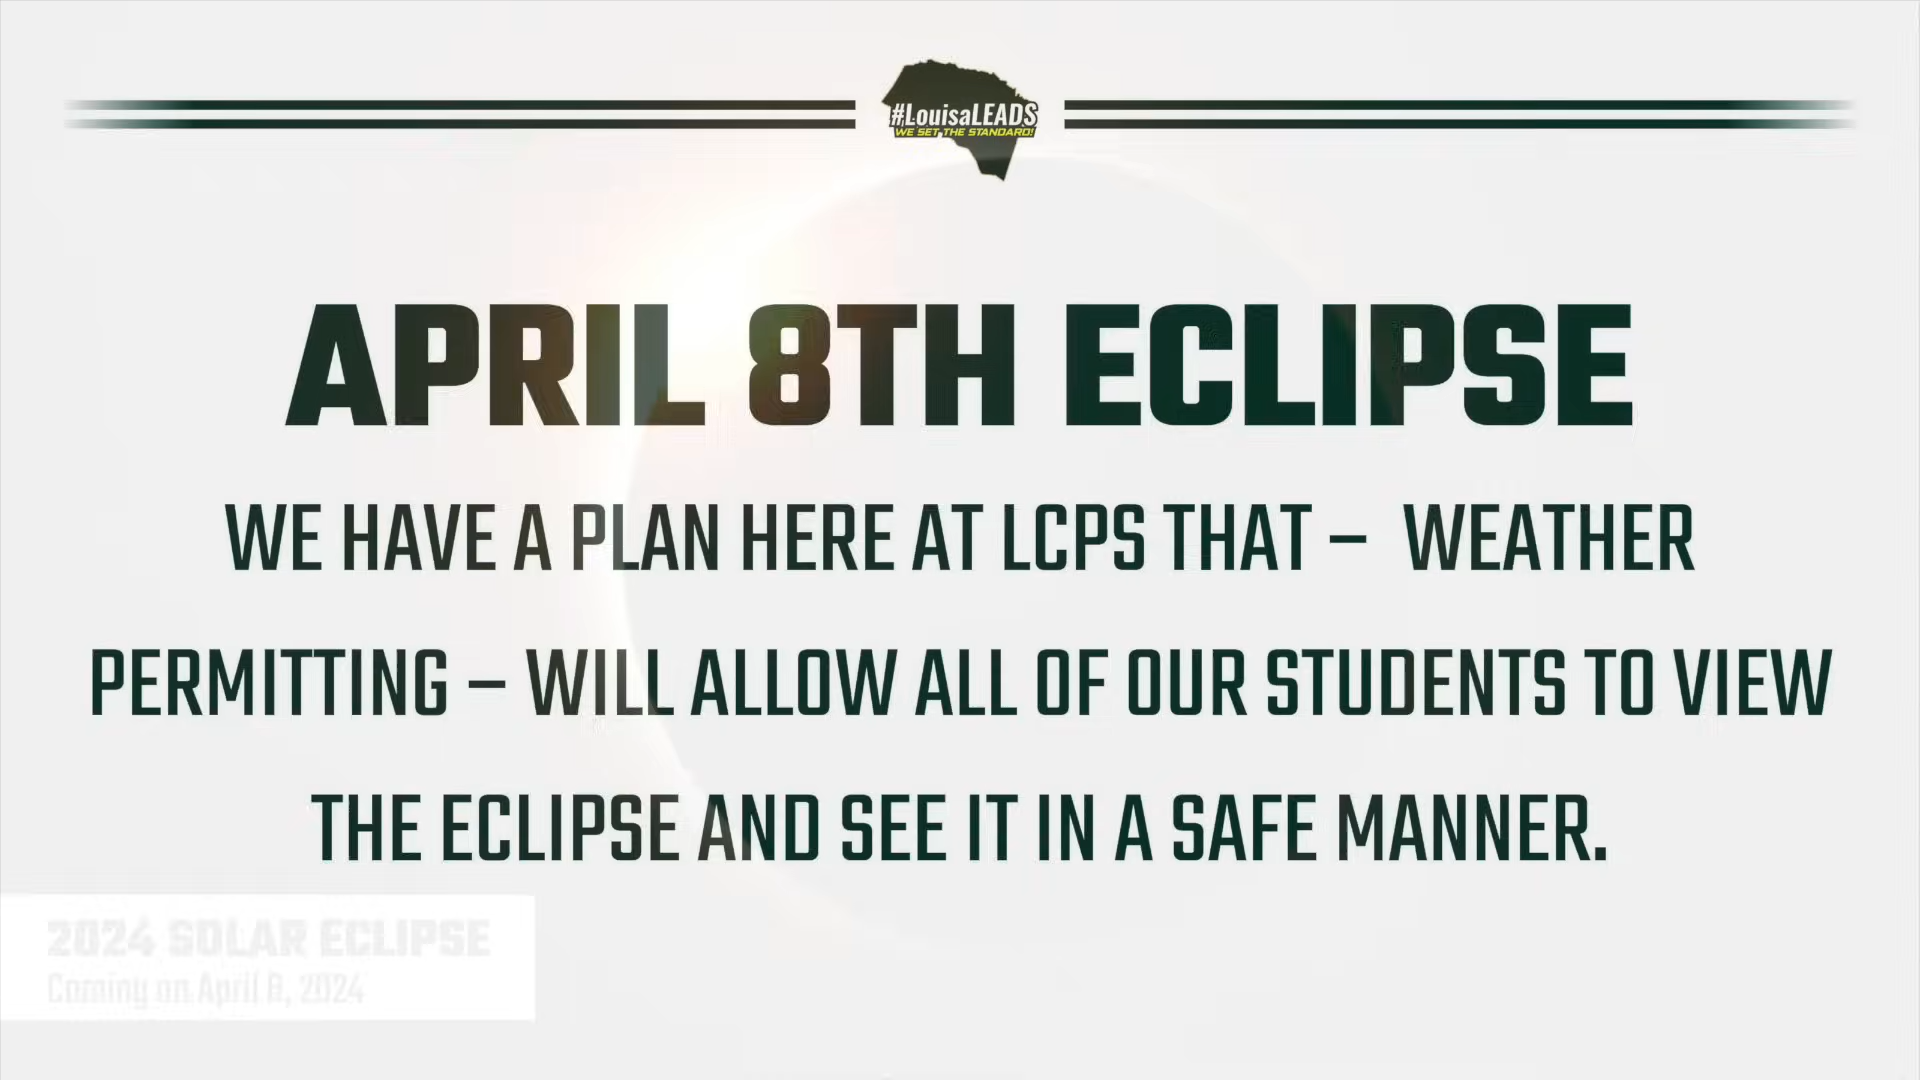 #LouisaLEADS
WE SET THE STANDARD!
APRIL 8TH ECLIPSE
WE HAVE A PLAN HERE AT LCPS THAT – WEATHER
PERMITTING – WILL ALLOW ALL OF OUR STUDENTS TO VIEW
THE ECLIPSE AND SEE IT IN A SAFE MANNER.
2024 SOLAR ECLIPSE
Coming on April 8, 2024